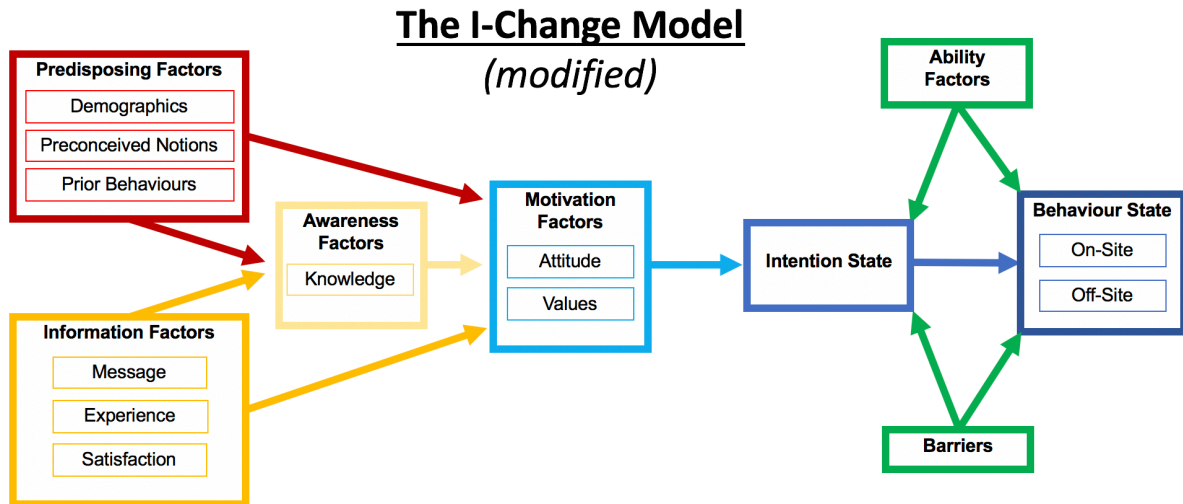 The I-Change Model
(modified)
Predisposing Factors
Demographics
Preconceived Notions
Prior Behaviours
Information Factors
Message
Experience
Satisfaction
Awareness
Factors
Knowledge
Motivation
Factors
Attitude
Values
Intention State
Ability
Factors
Barriers
Behaviour State
On-Site
Off-Site